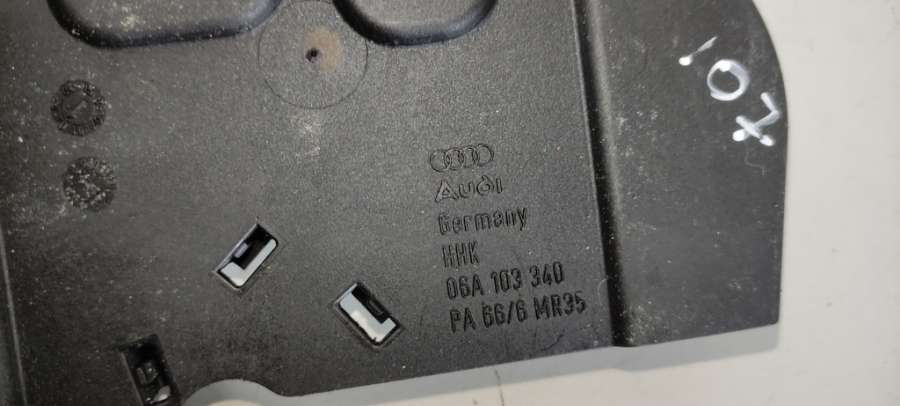 Audi
Germany
HHK
06A 103 340
PA 66/6 MR35